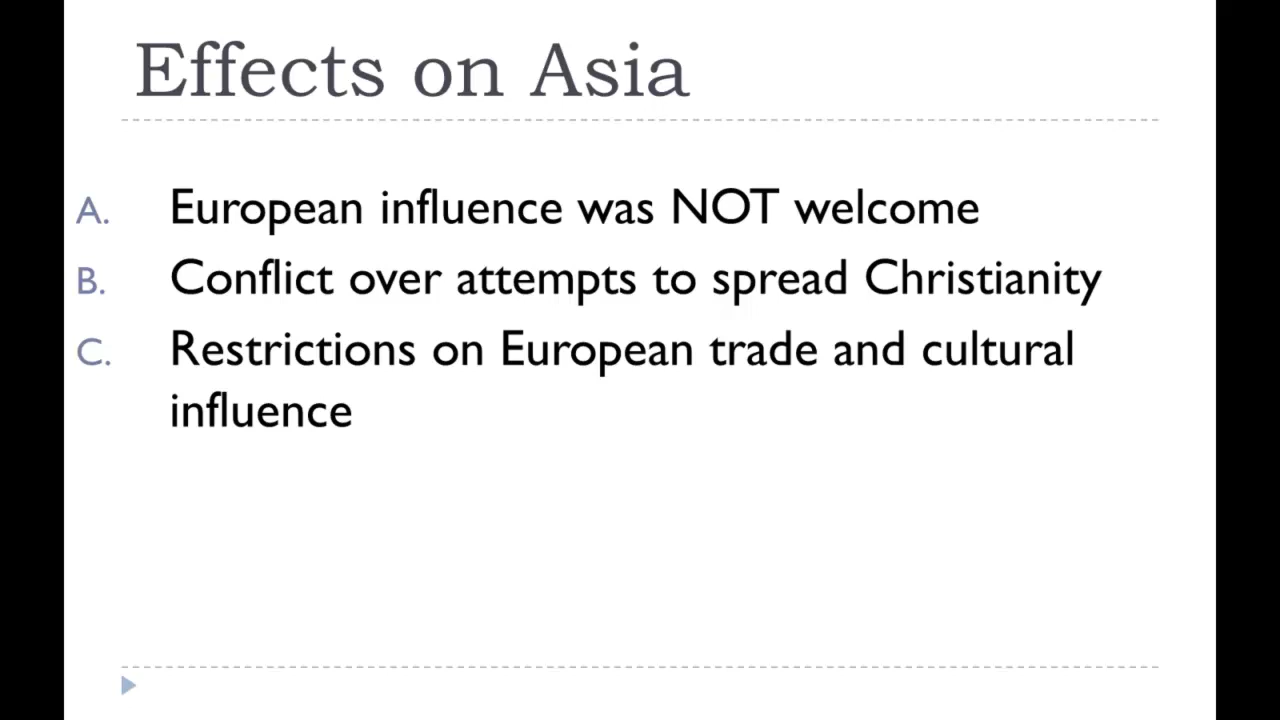 Effects on Asia
A. European influence was NOT welcome
B. Conflict over attempts to spread Christianity
C. Restrictions on European trade and cultural
influence